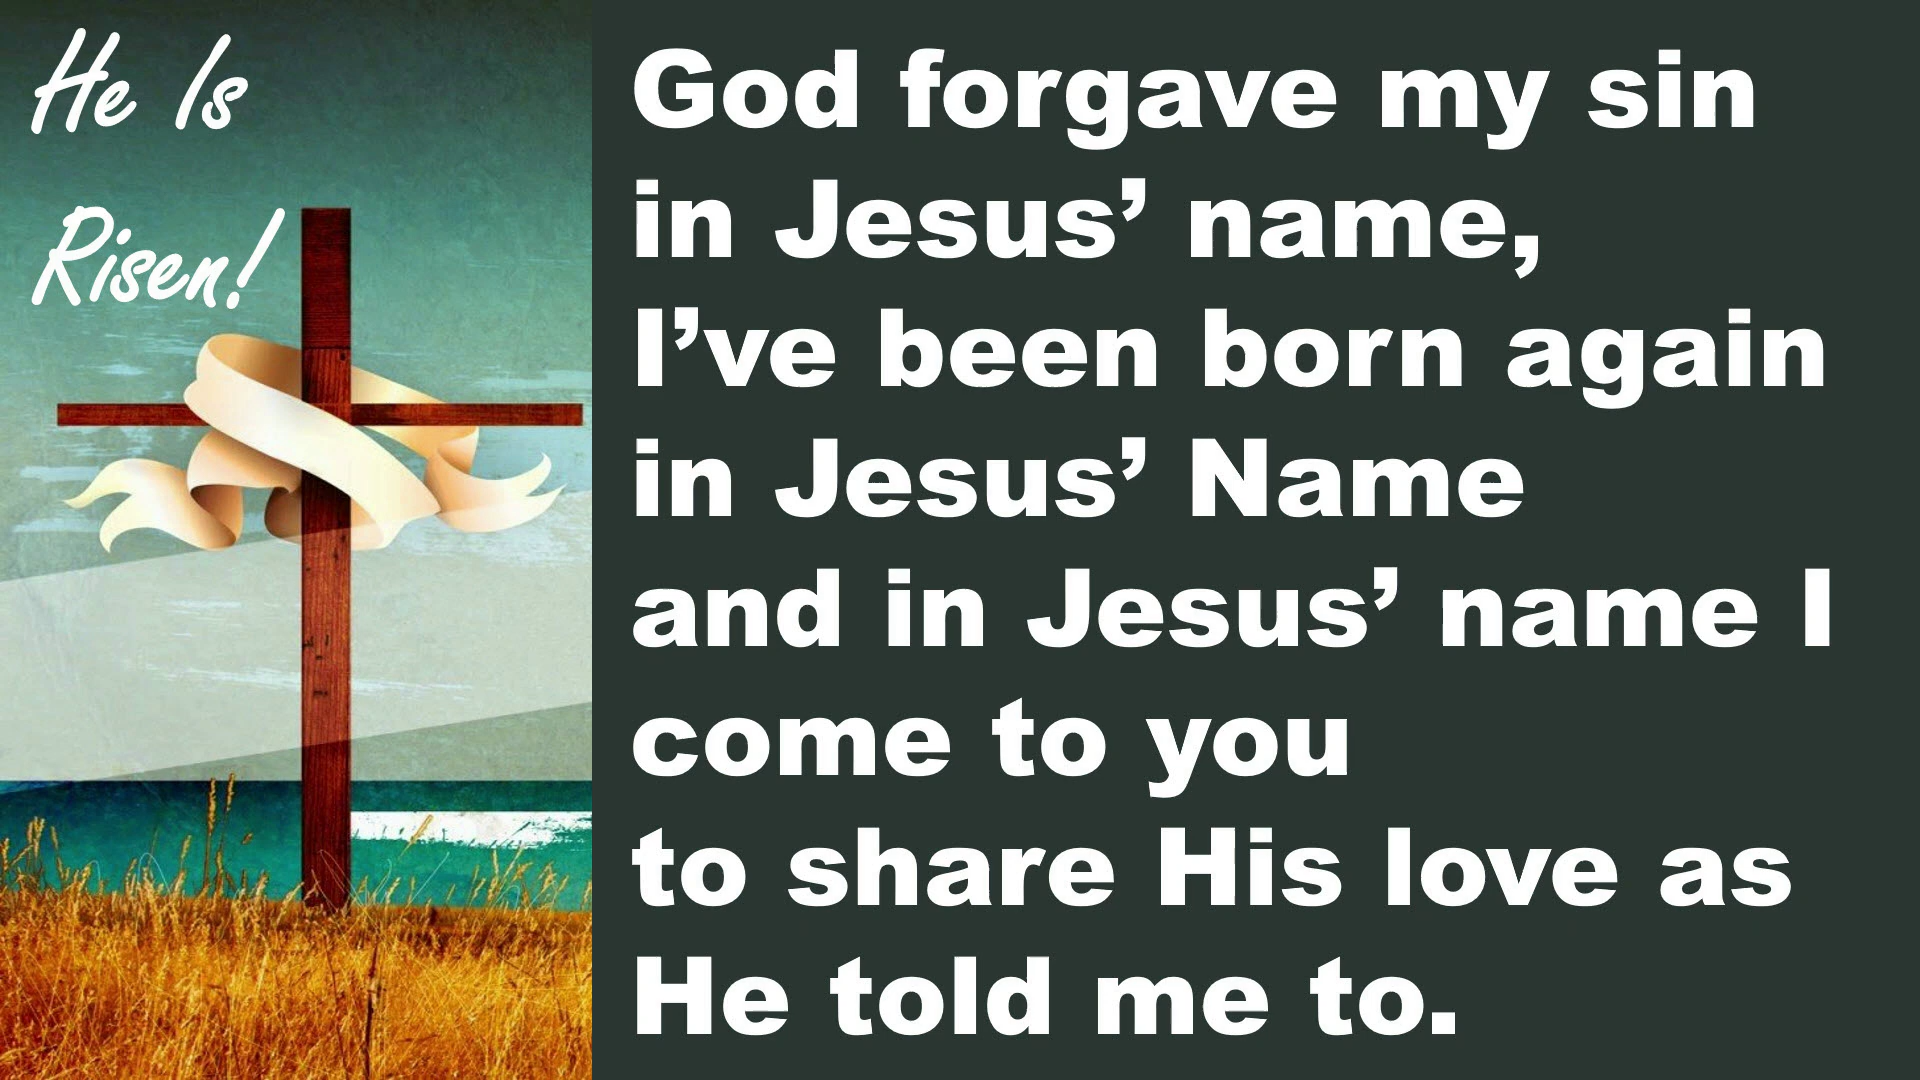 He Is
Risen!
God forgave my sin
in Jesus’ name,
I’ve been born again
in Jesus’ Name
and in Jesus’ name I
come to you
to share His love as
He told me to.